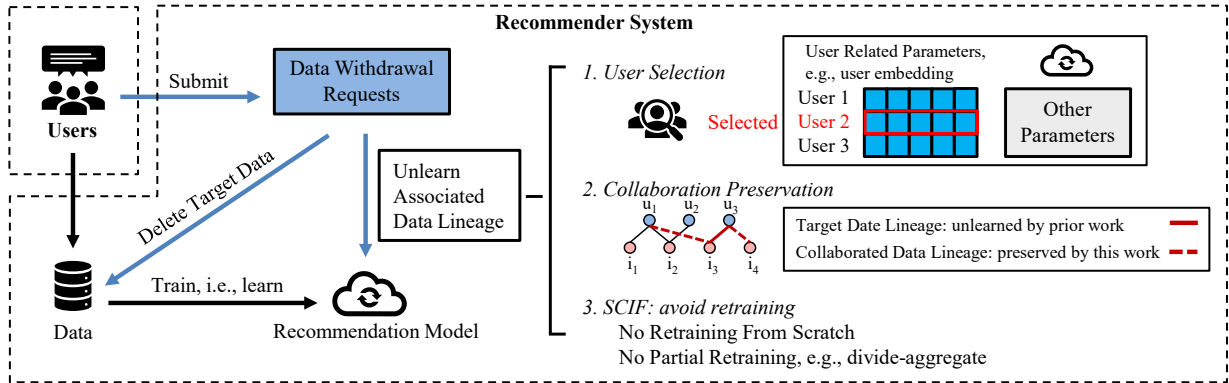 Recommender System
Users
Submit
Data Withdrawal
Requests
Delete Target Data
Unlearn
Associated
Data Lineage
Data
Train, i.e., learn
Recommendation Model
1. User Selection
Selected
User Related Parameters,
e.g., user embedding
User 1
User 2
User 3
Other
Parameters
2. Collaboration Preservation
u1 u2 u3
i1 i2 i3 i4
Target Date Lineage: unlearned by prior work
Collaborated Data Lineage: preserved by this work
3. SCIF: avoid retraining
No Retraining From Scratch
No Partial Retraining, e.g., divide-aggregate